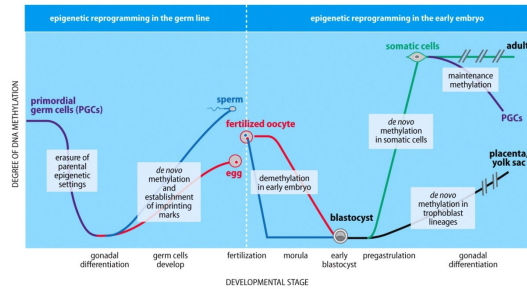 epigenetic reprogramming in the germ line
epigenetic reprogramming in the early embryo
DEGREE OF DNA METHYLATION
primordial
germ cells (PGCs)
erasure of
parental
epigenetic
settings
de novo
methylation
and
establishment
of imprinting
marks
sperm
fertilized oocyte
egg
demethylation
in early embryo
blastocyst
somatic cells
adult
maintenance
methylation
PGCs
de novo
methylation
in somatic cells
placenta,
yolk sac
de novo
methylation in
trophoblast
lineages
gonadal
differentiation
germ cells
develop
fertilization
morula
early
blastocyst
pregastrulation
gonadal
differentiation
DEVELOPMENTAL STAGE